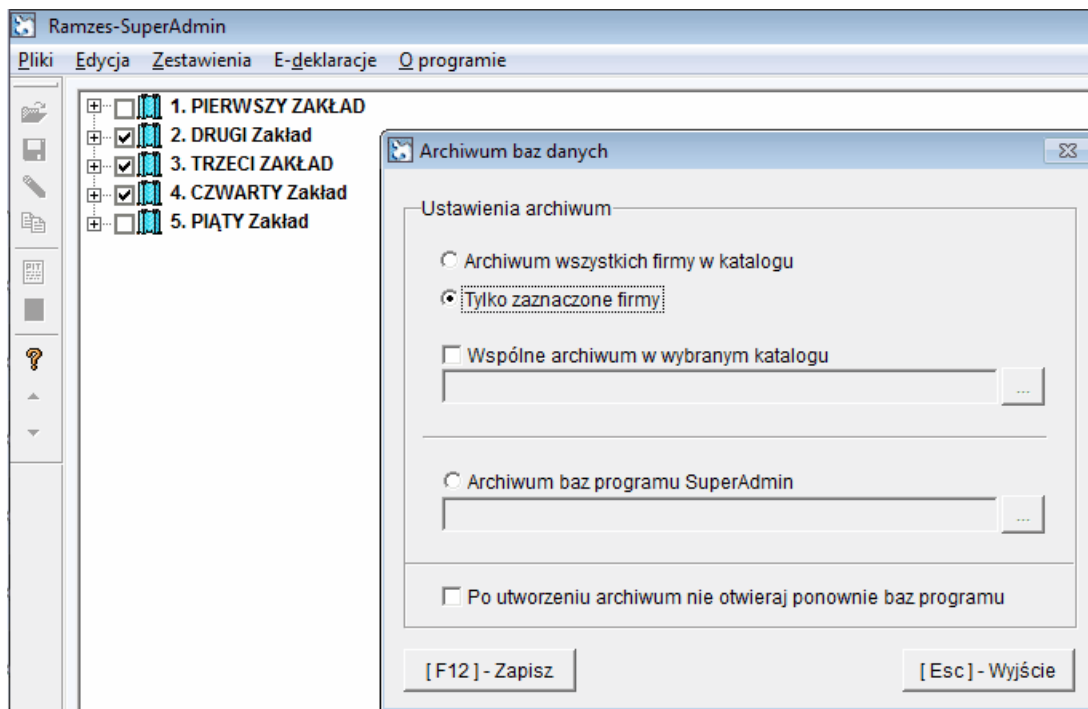 Ramzes-SuperAdmin
Pliki Edycja Zestawienia E-deklaracje O programie
1. PIERWSZY ZAKŁAD
2. DRUGI Zakład
3. TRZECI ZAKŁAD
4. CZWARTY Zakład
5. PIĄTY Zakład
Archiwum baz danych
Ustawienia archiwum
Archiwum wszystkich firmy w katalogu
Tylko zaznaczone firmy
Wspólne archiwum w wybranym katalogu
...
Archiwum baz programu SuperAdmin
...
Po utworzeniu archiwum nie otwieraj ponownie baz programu
[ F12 ] - Zapisz
[ Esc ] - Wyjście
PIT
?